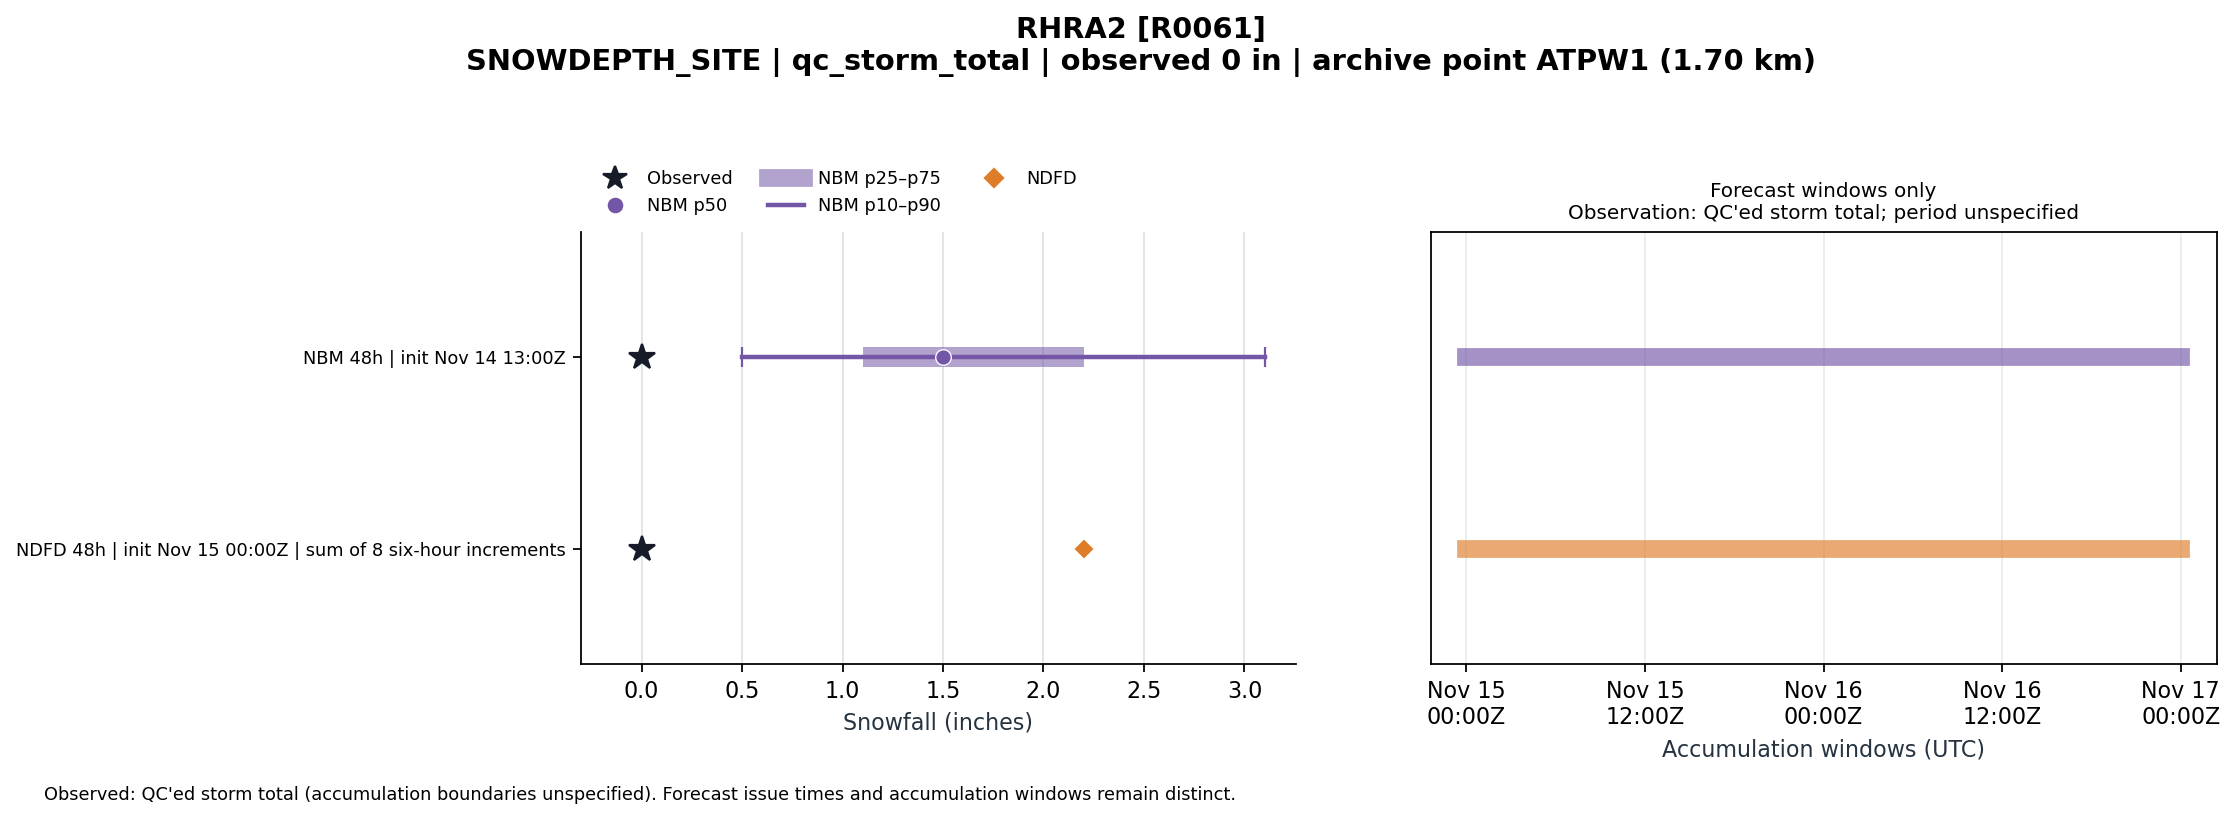 RHRA2 [R0061]
SNOWDEPTH_SITE | qc_storm_total | observed 0 in | archive point ATPW1 (1.70 km)
Observed
NBM p50
NBM p25–p75
NBM p10–p90
NDFD
NBM 48h | init Nov 14 13:00Z
NDFD 48h | init Nov 15 00:00Z | sum of 8 six-hour increments
0.0 0.5 1.0 1.5 2.0 2.5 3.0
Snowfall (inches)
Forecast windows only
Observation: QC'ed storm total; period unspecified
Nov 15 Nov 15 Nov 16 Nov 16 Nov 17
00:00Z 12:00Z 00:00Z 12:00Z 00:00Z
Accumulation windows (UTC)
Observed: QC'ed storm total (accumulation boundaries unspecified). Forecast issue times and accumulation windows remain distinct.